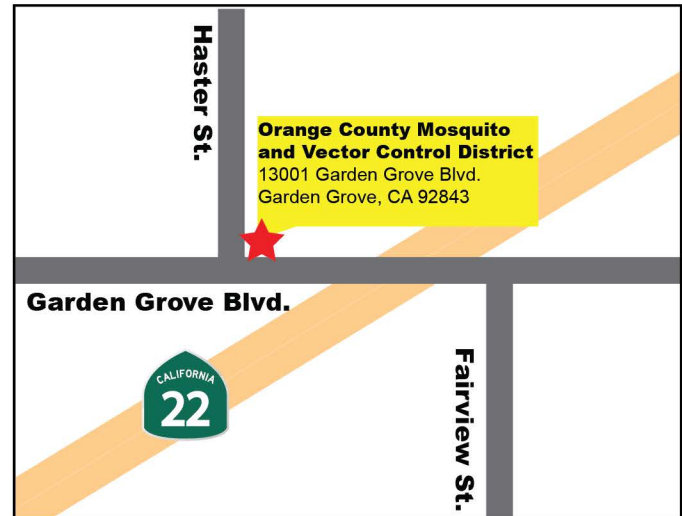 Haster St.
Orange County Mosquito
and Vector Control District
13001 Garden Grove Blvd.
Garden Grove, CA 92843
Garden Grove Blvd.
CALIFORNIA
22
Fairview St.